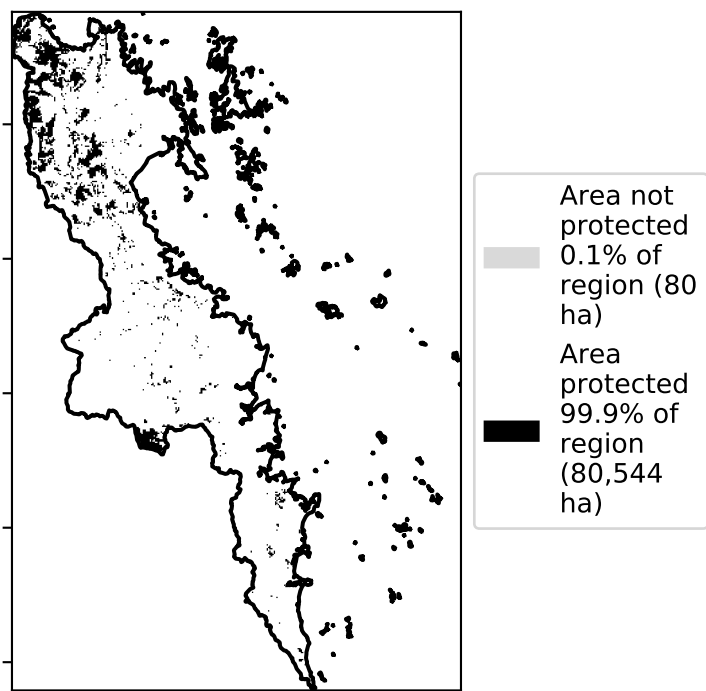 Area not
protected
0.1% of
region (80
ha)
Area
protected
99.9% of
region
(80,544
ha)